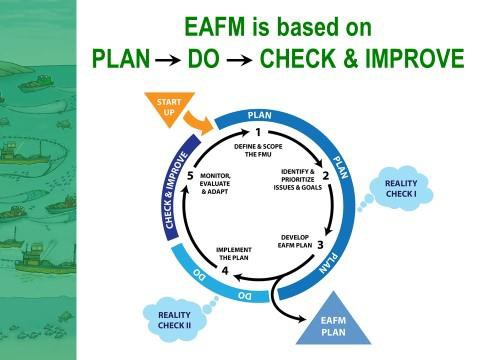 EAFM is based on
PLAN → DO → CHECK & IMPROVE
START
UP
PLAN
1
DEFINE & SCOPE
THE FMU
PLAN
2
IDENTIFY &
PRIORITIZE
ISSUES & GOALS
REALITY
CHECK I
3
DEVELOP
EAFM PLAN
PLAN
EAFM
PLAN
4
IMPLEMENT
THE PLAN
DO
DO
REALITY
CHECK II
CHECK & IMPROVE
5
MONITOR,
EVALUATE
& ADAPT